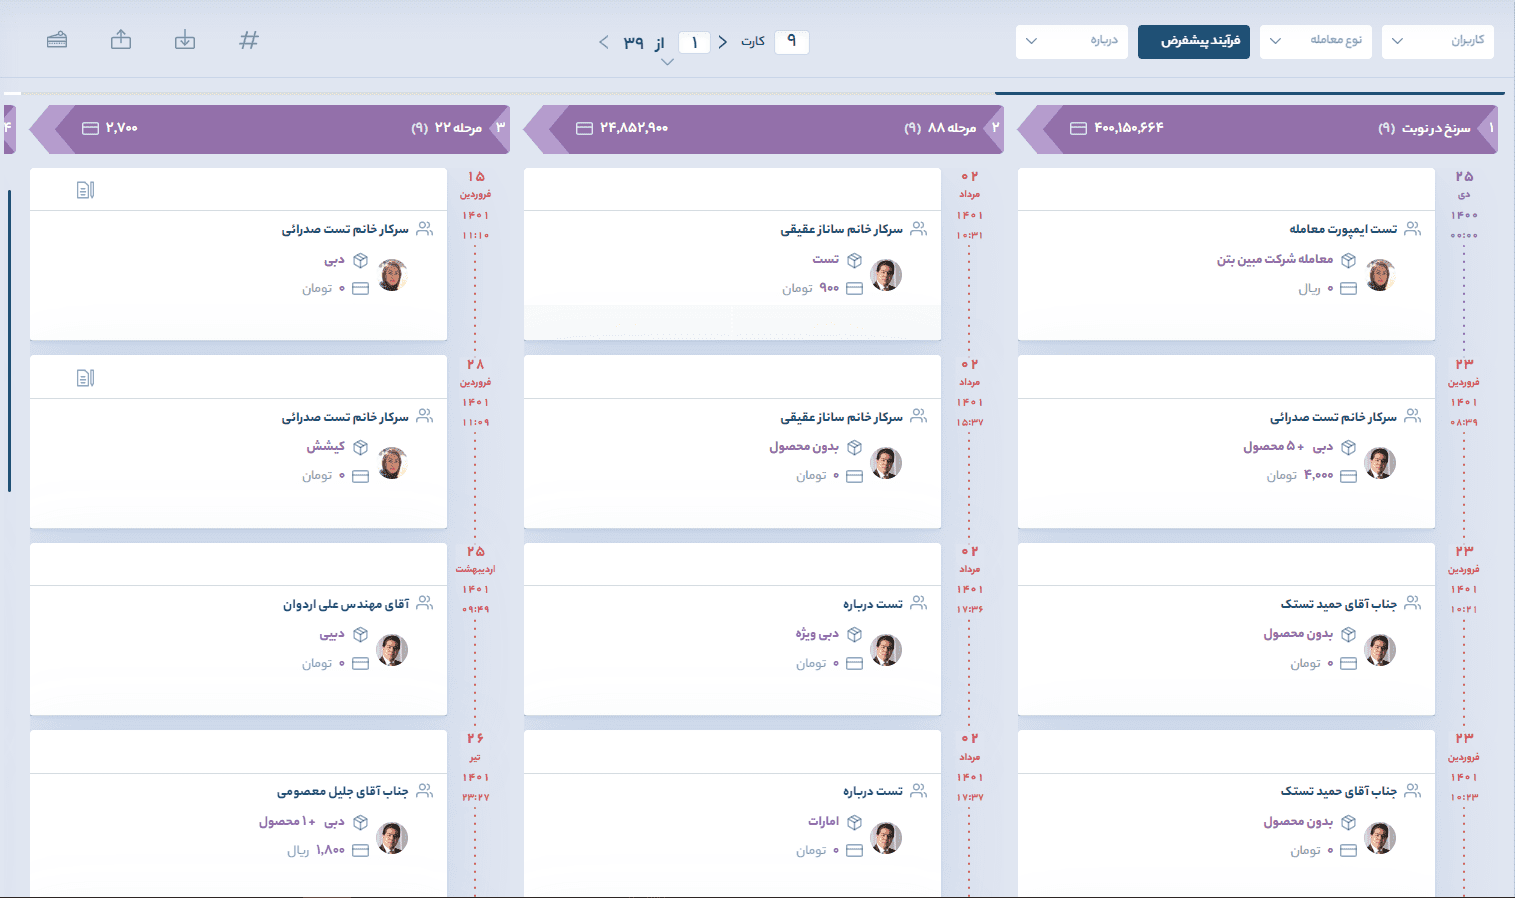 کاربران
نوع معامله
فرآیند پیشفرض
درباره
۹ کارت
۱ از ۳۹
#
۱ سرنخ در نوبت (۹) ۴۰۰,۱۵۰,۶۶۴
۲۵
دی
۱۴۰۰
۰۰:۰۰
تست ایمپورت معامله
معامله شرکت مبین بتن
۰ ریال
۲۳
فروردین
۱۴۰۱
۰۸:۳۹
سرکار خانم تست صدرائی
دبی +۵ محصول
۴,۰۰۰ تومان
۲۳
فروردین
۱۴۰۱
۱۰:۲۱
جناب آقای حمید تستک
بدون محصول
۰ تومان
۲۳
فروردین
۱۴۰۱
۱۰:۲۳
جناب آقای حمید تستک
بدون محصول
۰ تومان
۲ مرحله ۸۸ (۹) ۲۴,۸۵۲,۹۰۰
۰۲
مرداد
۱۴۰۱
۱۰:۳۱
سرکار خانم ساناز عقیقی
تست
۹۰۰ تومان
۰۲
مرداد
۱۴۰۱
۱۵:۳۷
سرکار خانم ساناز عقیقی
بدون محصول
۰ تومان
۰۲
مرداد
۱۴۰۱
۱۷:۳۶
تست درباره
دبی ویژه
۰ تومان
۰۲
مرداد
۱۴۰۱
۱۷:۳۷
تست درباره
امارات
۰ تومان
۳ مرحله ۲۲ (۹) ۲,۷۰۰
۱۵
فروردین
۱۴۰۱
۱۱:۱۰
سرکار خانم تست صدرائی
دبی
۰ تومان
۲۸
فروردین
۱۴۰۱
۱۱:۰۹
سرکار خانم تست صدرائی
کیشش
۰ تومان
۲۵
اردیبهشت
۱۴۰۱
۰۹:۴۹
آقای مهندس علی اردوان
دبیی
۰ تومان
۲۶
تیر
۱۴۰۱
۲۳:۲۷
جناب آقای جلیل معصومی
دبی +۱ محصول
۱,۸۰۰ ریال
۴